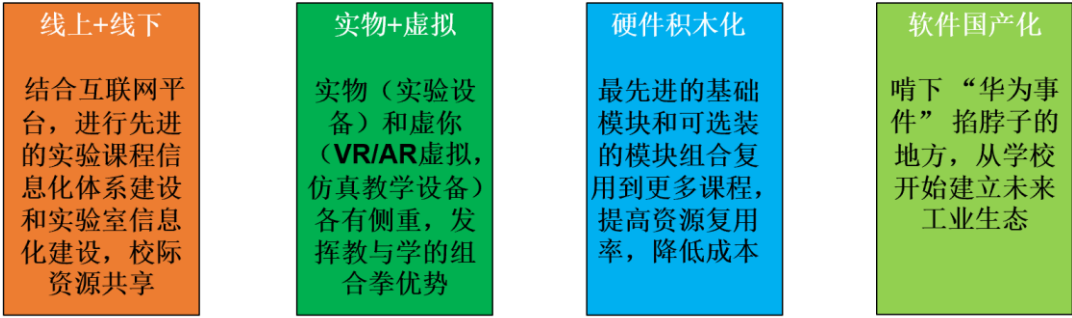 线上+线下
结合互联网平
台，进行先进
的实验课程信
息化体系建设
和实验室信息
化建设，校际
资源共享
实物+虚拟
实物（实验设
备）和虚你
（VR/AR虚拟，
仿真教学设备）
各有侧重，发
挥教与学的组
合拳优势
硬件积木化
最先进的基础
模块和可选装
的模块组合复
用到更多课程，
提高资源复用
率，降低成本
软件国产化
啃下 “华为事
件” 掐脖子的
地方，从学校
开始建立未来
工业生态